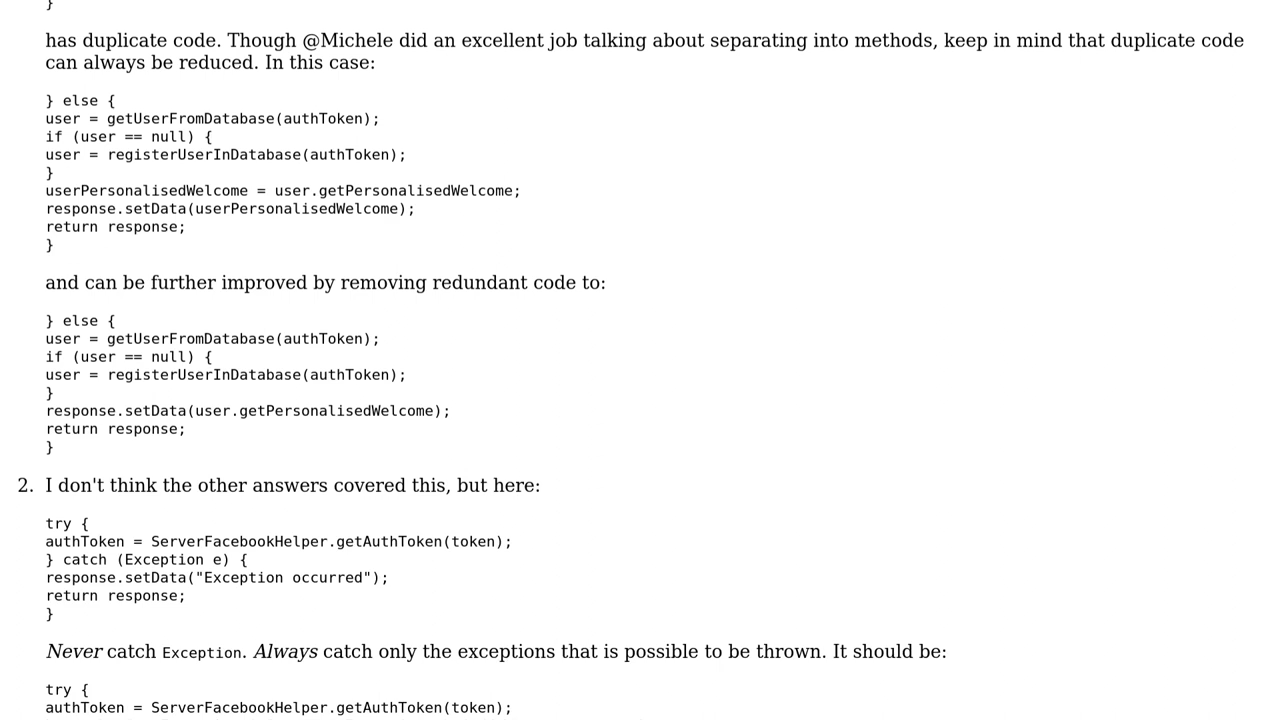 }
has duplicate code. Though @Michele did an excellent job talking about separating into methods, keep in mind that duplicate code
can always be reduced. In this case:
} else {
user = getUserFromDatabase(authToken);
if (user == null) {
user = registerUserInDatabase(authToken);
}
userPersonalisedWelcome = user.getPersonalisedWelcome;
response.setData(userPersonalisedWelcome);
return response;
}
and can be further improved by removing redundant code to:
} else {
user = getUserFromDatabase(authToken);
if (user == null) {
user = registerUserInDatabase(authToken);
}
response.setData(user.getPersonalisedWelcome);
return response;
}
2. I don't think the other answers covered this, but here:
try {
authToken = ServerFacebookHelper.getAuthToken(token);
} catch (Exception e) {
response.setData("Exception occurred");
return response;
}
Never catch Exception. Always catch only the exceptions that is possible to be thrown. It should be:
try {
authToken = ServerFacebookHelper.getAuthToken(token);